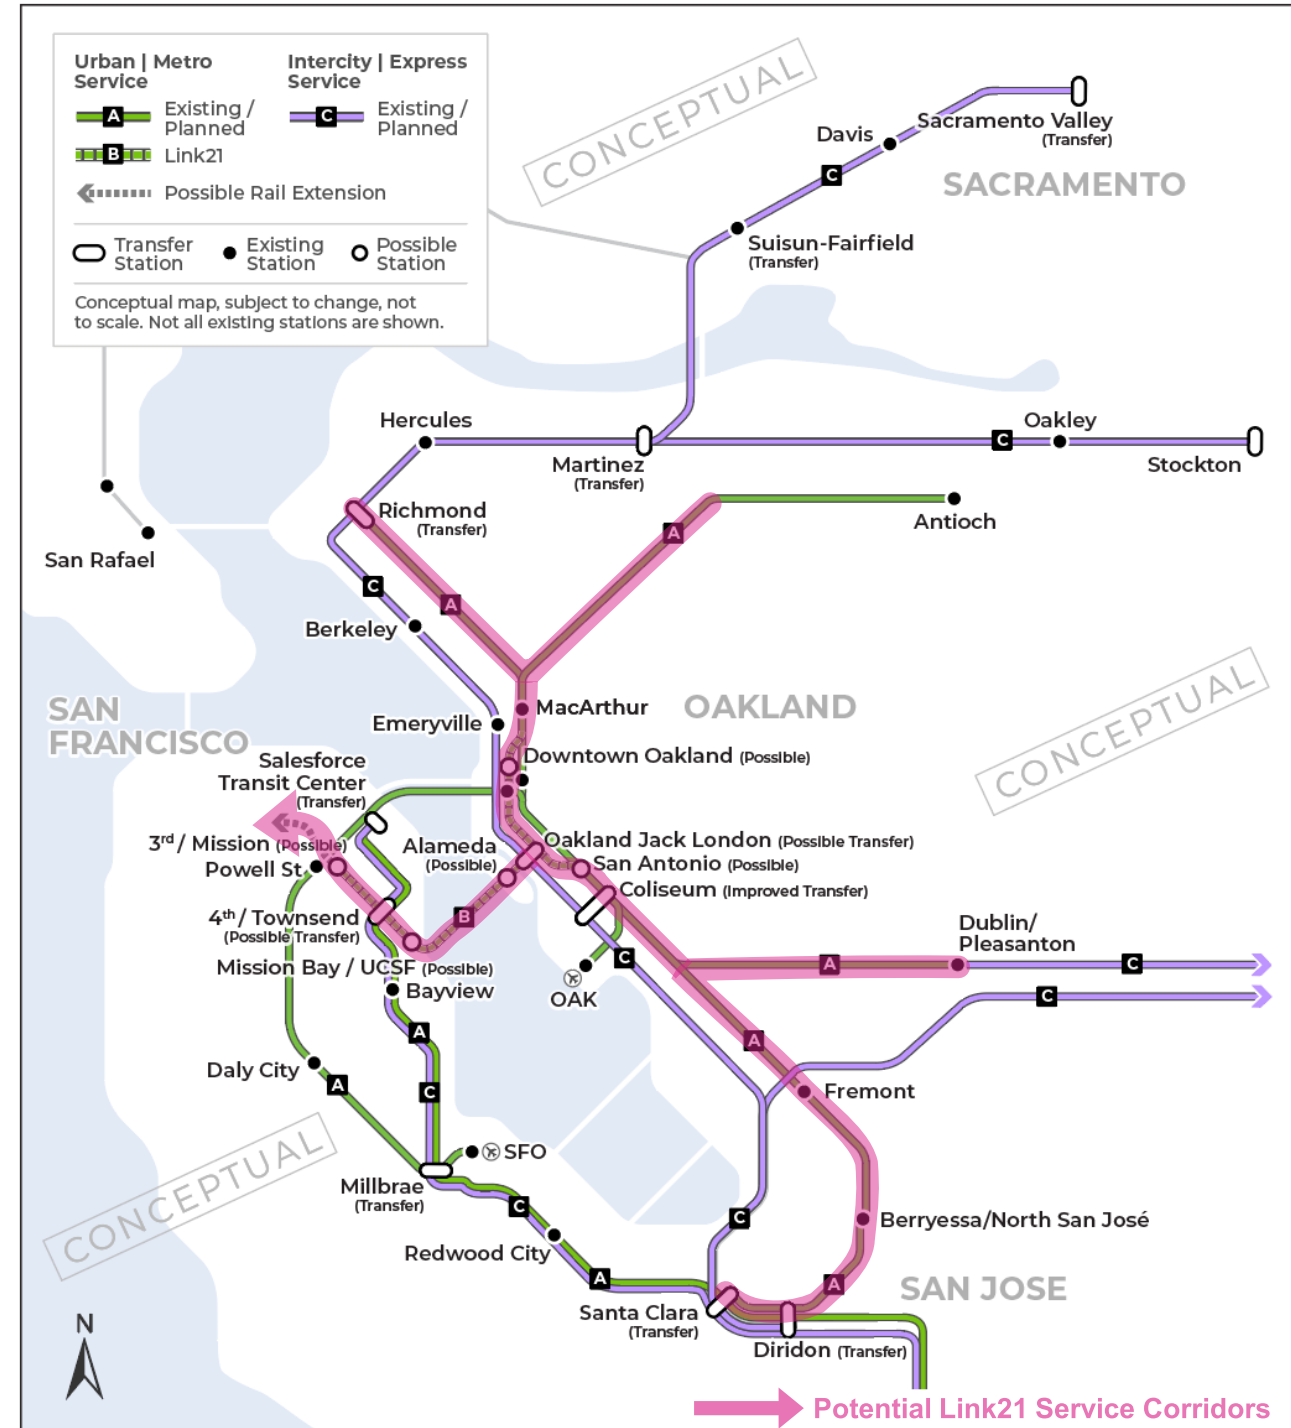 Urban | Metro
Service
Intercity | Express
Service
A
Existing /
Planned
C
Existing /
Planned
B
Link21
Possible Rail Extension
Transfer
Station
Existing
Station
Possible
Station
Conceptual map, subject to change, not
to scale. Not all existing stations are shown.
CONCEPTUAL
Sacramento Valley
(Transfer)
Davis
C
SACRAMENTO
Suisun-Fairfield
(Transfer)
Hercules
Oakley
C
Martinez
(Transfer)
Stockton
Richmond
(Transfer)
Antioch
A
San Rafael
C
A
Berkeley
SAN
FRANCISCO
Emeryville
MacArthur
OAKLAND
CONCEPTUAL
Downtown Oakland (Possible)
Salesforce
Transit Center
(Transfer)
3rd / Mission (Possible)
Powell St
Alameda
(Possible)
Oakland Jack London (Possible Transfer)
San Antonio (Possible)
Coliseum (Improved Transfer)
4th / Townsend
(Possible Transfer)
B
Dublin/
Pleasanton
Mission Bay / UCSF (Possible)
C
A
C
Bayview
OAK
C
A
A
Daly City
A
C
Fremont
CONCEPTUAL
SFO
Millbrae
(Transfer)
C
C
Berryessa/North San José
Redwood City
A
A
SAN JOSE
Santa Clara
(Transfer)
Diridon (Transfer)
N
Potential Link21 Service Corridors